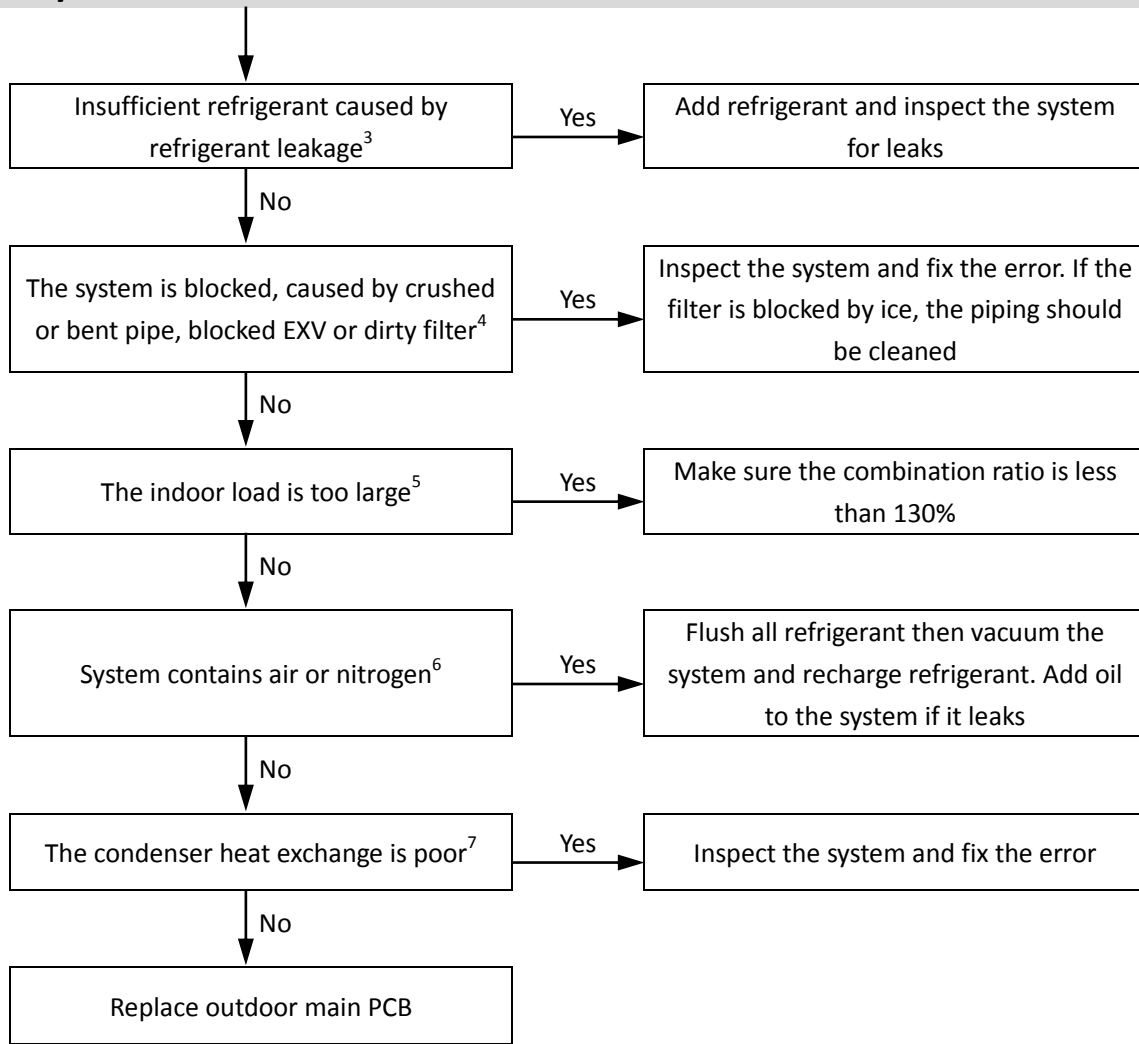 Insufficient refrigerant caused by
refrigerant leakage3
Yes
Add refrigerant and inspect the system
for leaks
No
The system is blocked, caused by crushed
or bent pipe, blocked EXV or dirty filter4
Yes
Inspect the system and fix the error. If the
filter is blocked by ice, the piping should
be cleaned
No
The indoor load is too large5
Yes
Make sure the combination ratio is less
than 130%
No
System contains air or nitrogen6
Yes
Flush all refrigerant then vacuum the
system and recharge refrigerant. Add oil
to the system if it leaks
No
The condenser heat exchange is poor7
Yes
Inspect the system and fix the error
No
Replace outdoor main PCB